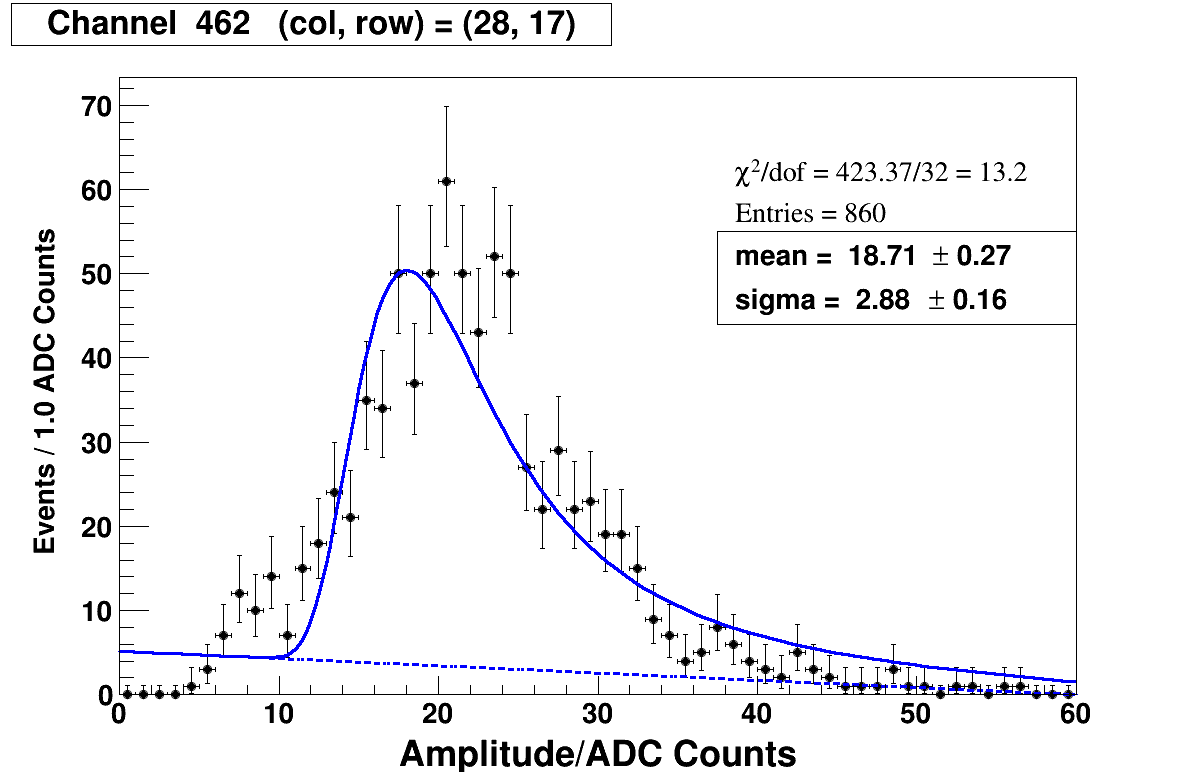 Channel 462 (col, row) = (28, 17)
χ²/dof = 423.37/32 = 13.2
Entries = 860
mean = 18.71 ± 0.27
sigma = 2.88 ± 0.16
Events / 1.0 ADC Counts
70
60
50
40
30
20
10
0
0 10 20 30 40 50 60
Amplitude/ADC Counts